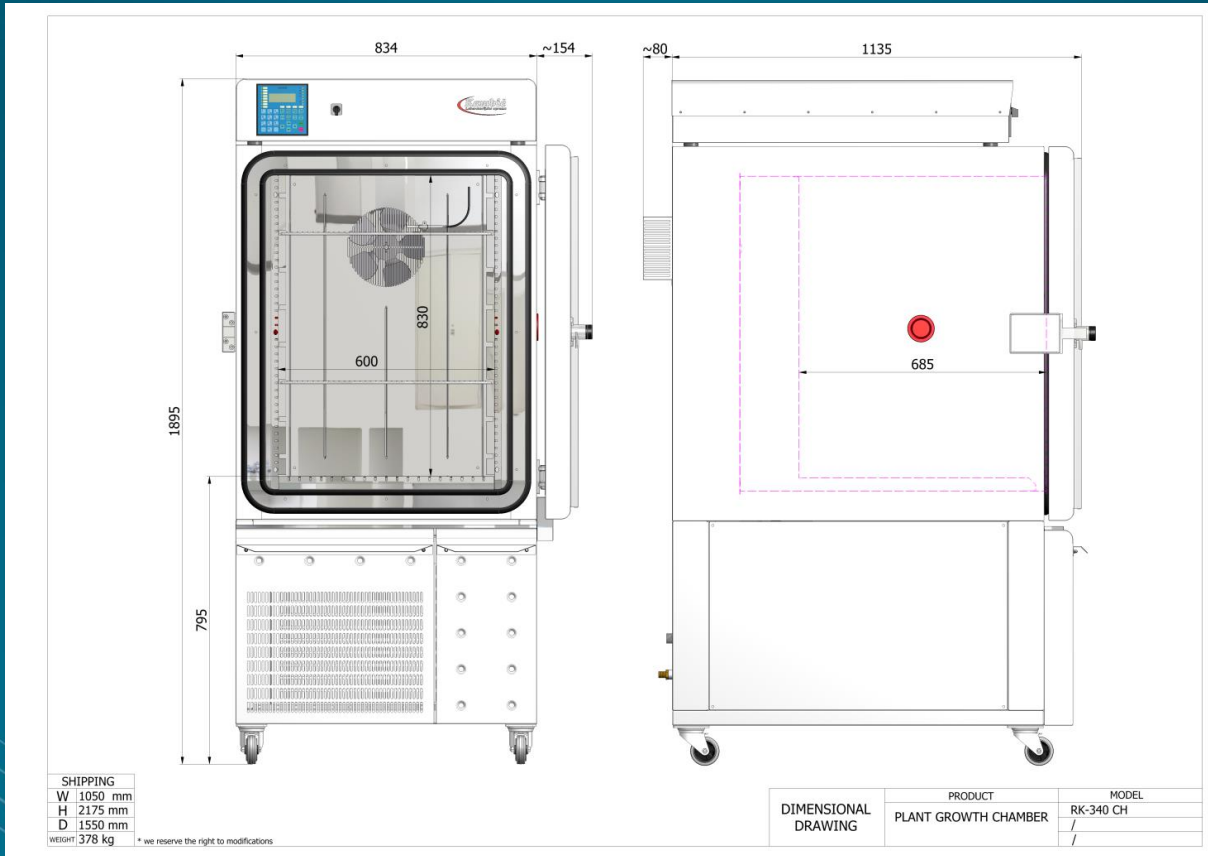 834
~154
~80
1135
Kambič
830
600
685
1895
795
SHIPPING
W 1050 mm
H 2175 mm
D 1550 mm
WEIGHT 378 kg
* we reserve the right to modifications
DIMENSIONAL
DRAWING
PRODUCT
PLANT GROWTH CHAMBER
MODEL
RK-340 CH
/
/